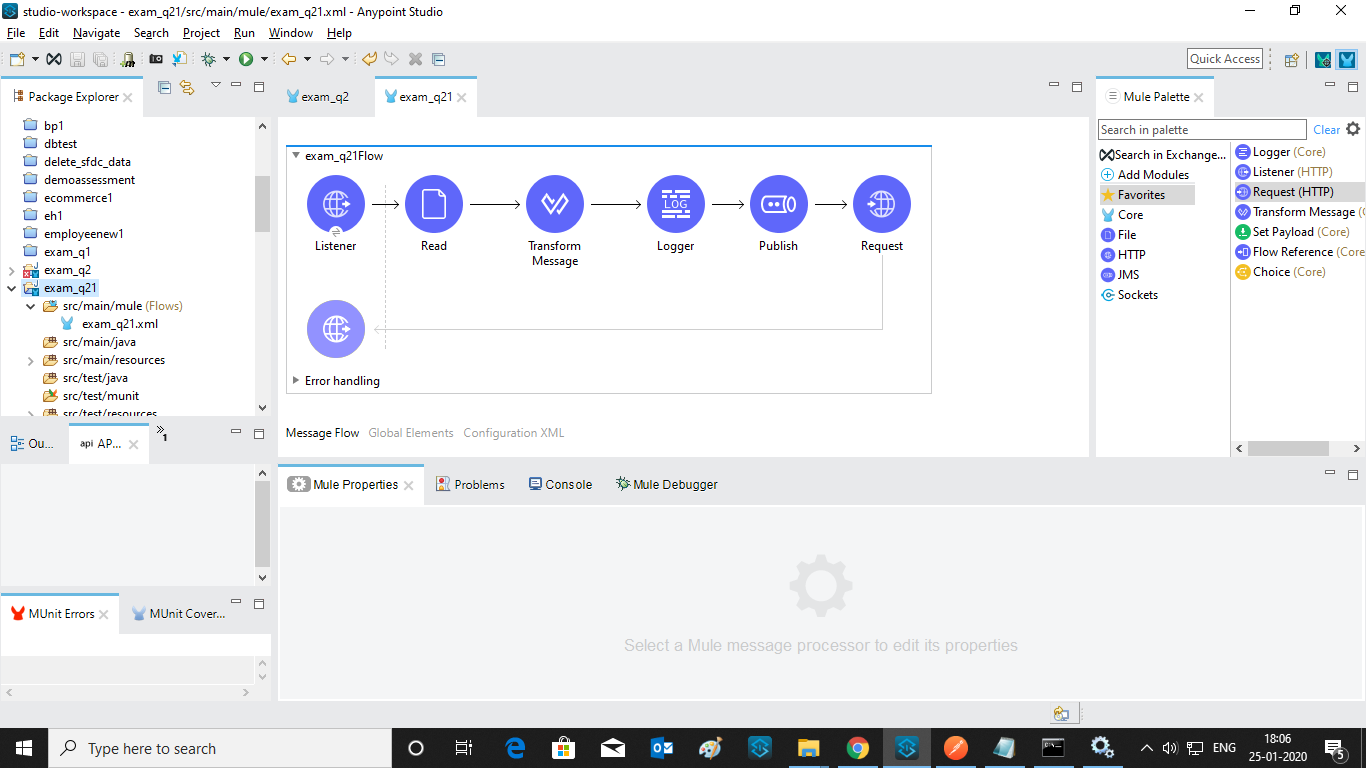 studio-workspace - exam_q21/src/main/mule/exam_q21.xml - Anypoint Studio
File Edit Navigate Search Project Run Window Help
Quick Access
Package Explorer
bp1
dbtest
delete_sfdc_data
demoassessment
ecommerce1
eh1
employeenew1
exam_q1
exam_q2
exam_q21
src/main/mule (Flows)
exam_q21.xml
src/main/java
src/main/resources
src/test/java
src/test/munit
src/test/resources
Ou...
api AP...
»1
MUnit Errors
MUnit Cover...
exam_q2
exam_q21
exam_q21Flow
Listener
Read
Transform
Message
LOG
Logger
Publish
Request
Error handling
Message Flow Global Elements Configuration XML
Mule Properties
Problems
Console
Mule Debugger
Select a Mule message processor to edit its properties
Mule Palette
Search in palette
Clear
Search in Exchange...
Add Modules
Favorites
Core
File
HTTP
JMS
Sockets
Logger (Core)
Listener (HTTP)
Request (HTTP)
Transform Message (
Set Payload (Core)
Flow Reference (Core
Choice (Core)
Type here to search
ENG
18:06
25-01-2020
5